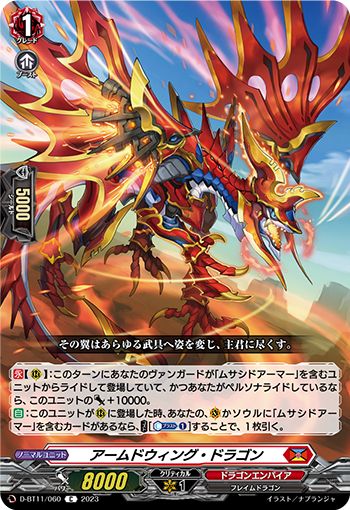 1
グレード
ブースト
5000
シールド
その翼はあらゆる武具へ姿を変じ、主君に尽くす。
永【R】:このターンにあなたのヴァンガードが「ムサシドアーマー」を含むユ
ニットからライドして登場していて、かつあなたがペルソナライドしているな
ら、このユニットの+10000。
自:このユニットが【R】に登場した時、あなたの、【V】かソウルに「ムサシドアーマー」
を含むカードがあるなら、【ブラスト1】することで、1枚引く。
ノーマルユニット
アームドウィング・ドラゴン
パワー
8000
クリティカル
1
ドラゴンエンパイア
フレイムドラゴン
D-BT11/060 C 2023
イラスト/ナブランジャ